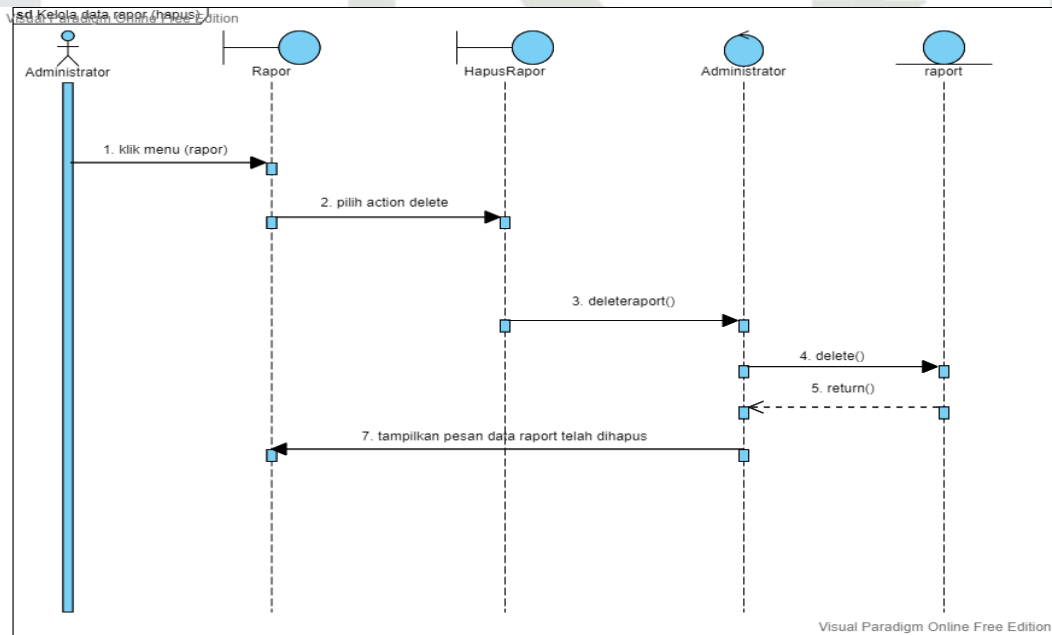 sd Kelola data rapor (hapus)
Visual Paradigm Online Free Edition
Administrator
Rapor
HapusRapor
Administrator
raport
1. klik menu (rapor)
2. pilih action delete
3. deleteraport()
4. delete()
5. return()
7. tampilkan pesan data raport telah dihapus
Visual Paradigm Online Free Edition